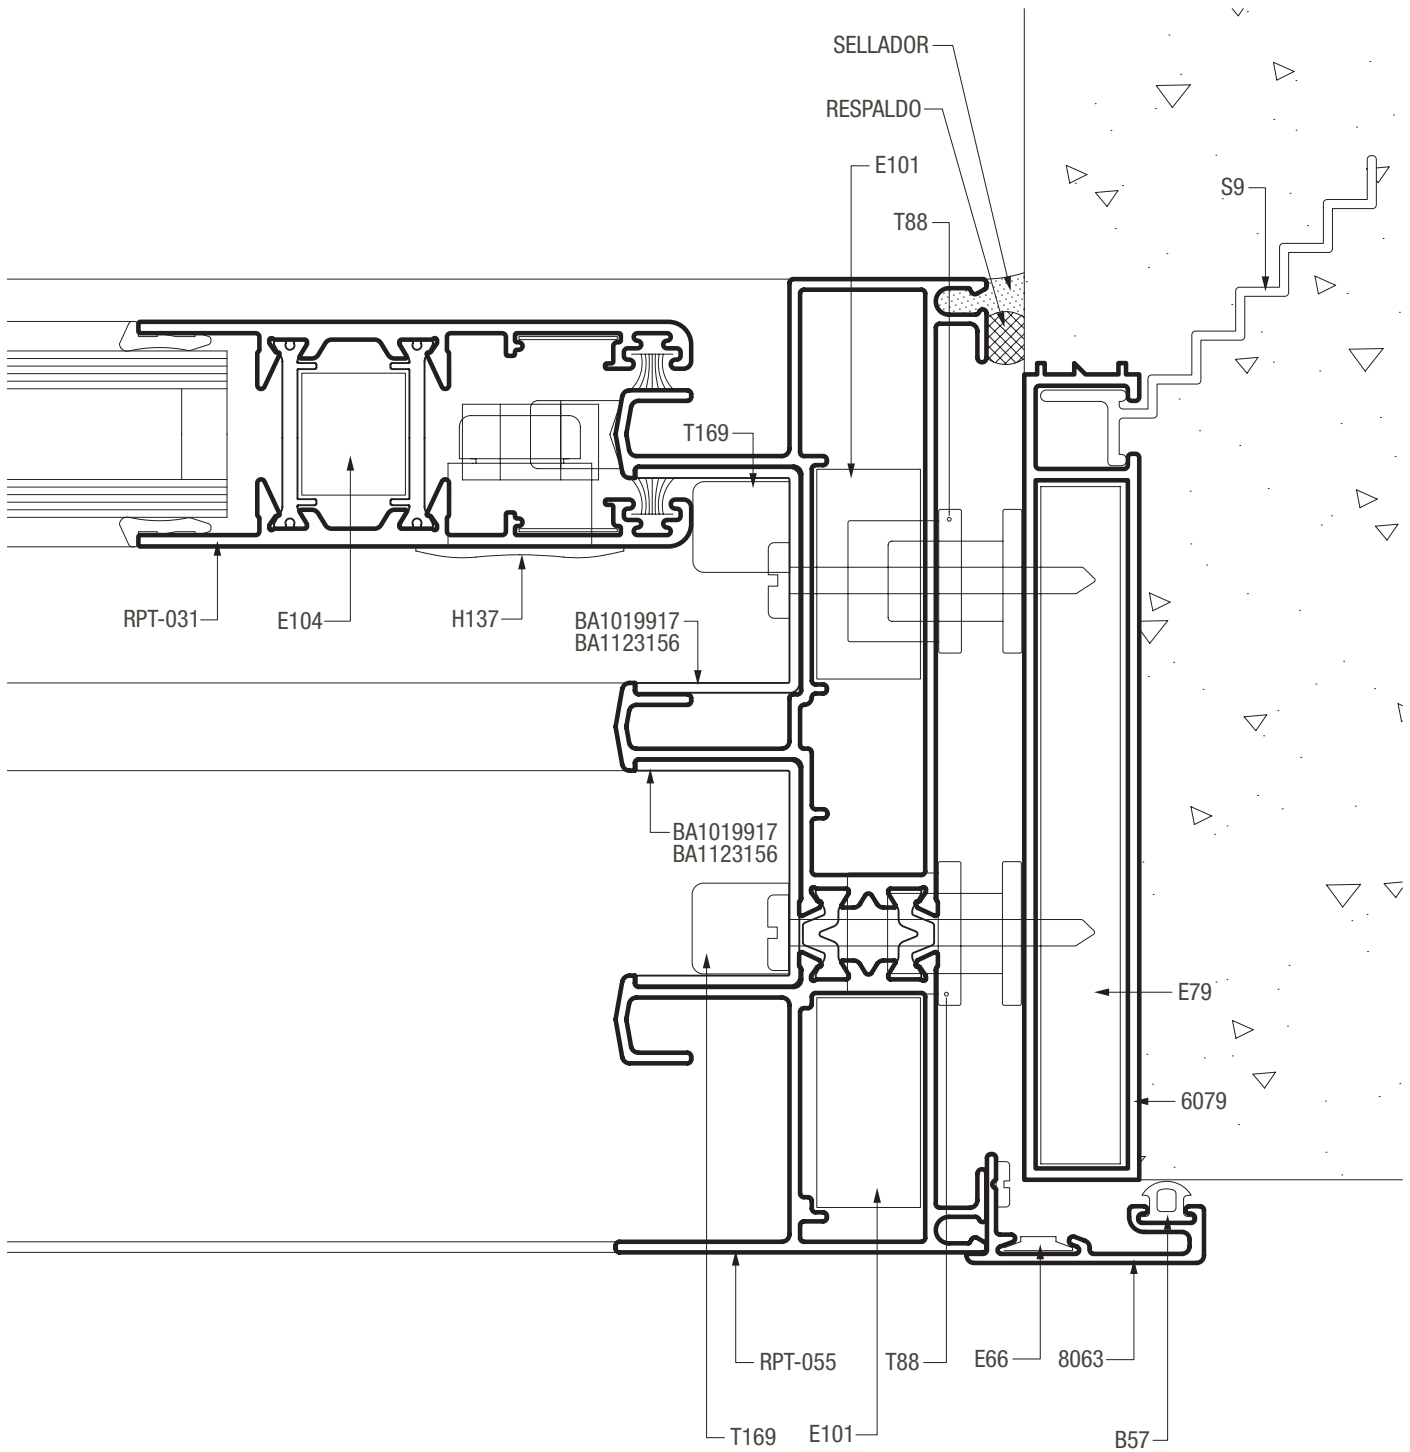 SELLADOR
RESPALDO
E101
S9
T88
T169
RPT-031
E104
H137
BA1019917
BA1123156
BA1019917
BA1123156
E79
6079
RPT-055
T88
E66
8063
T169
E101
B57